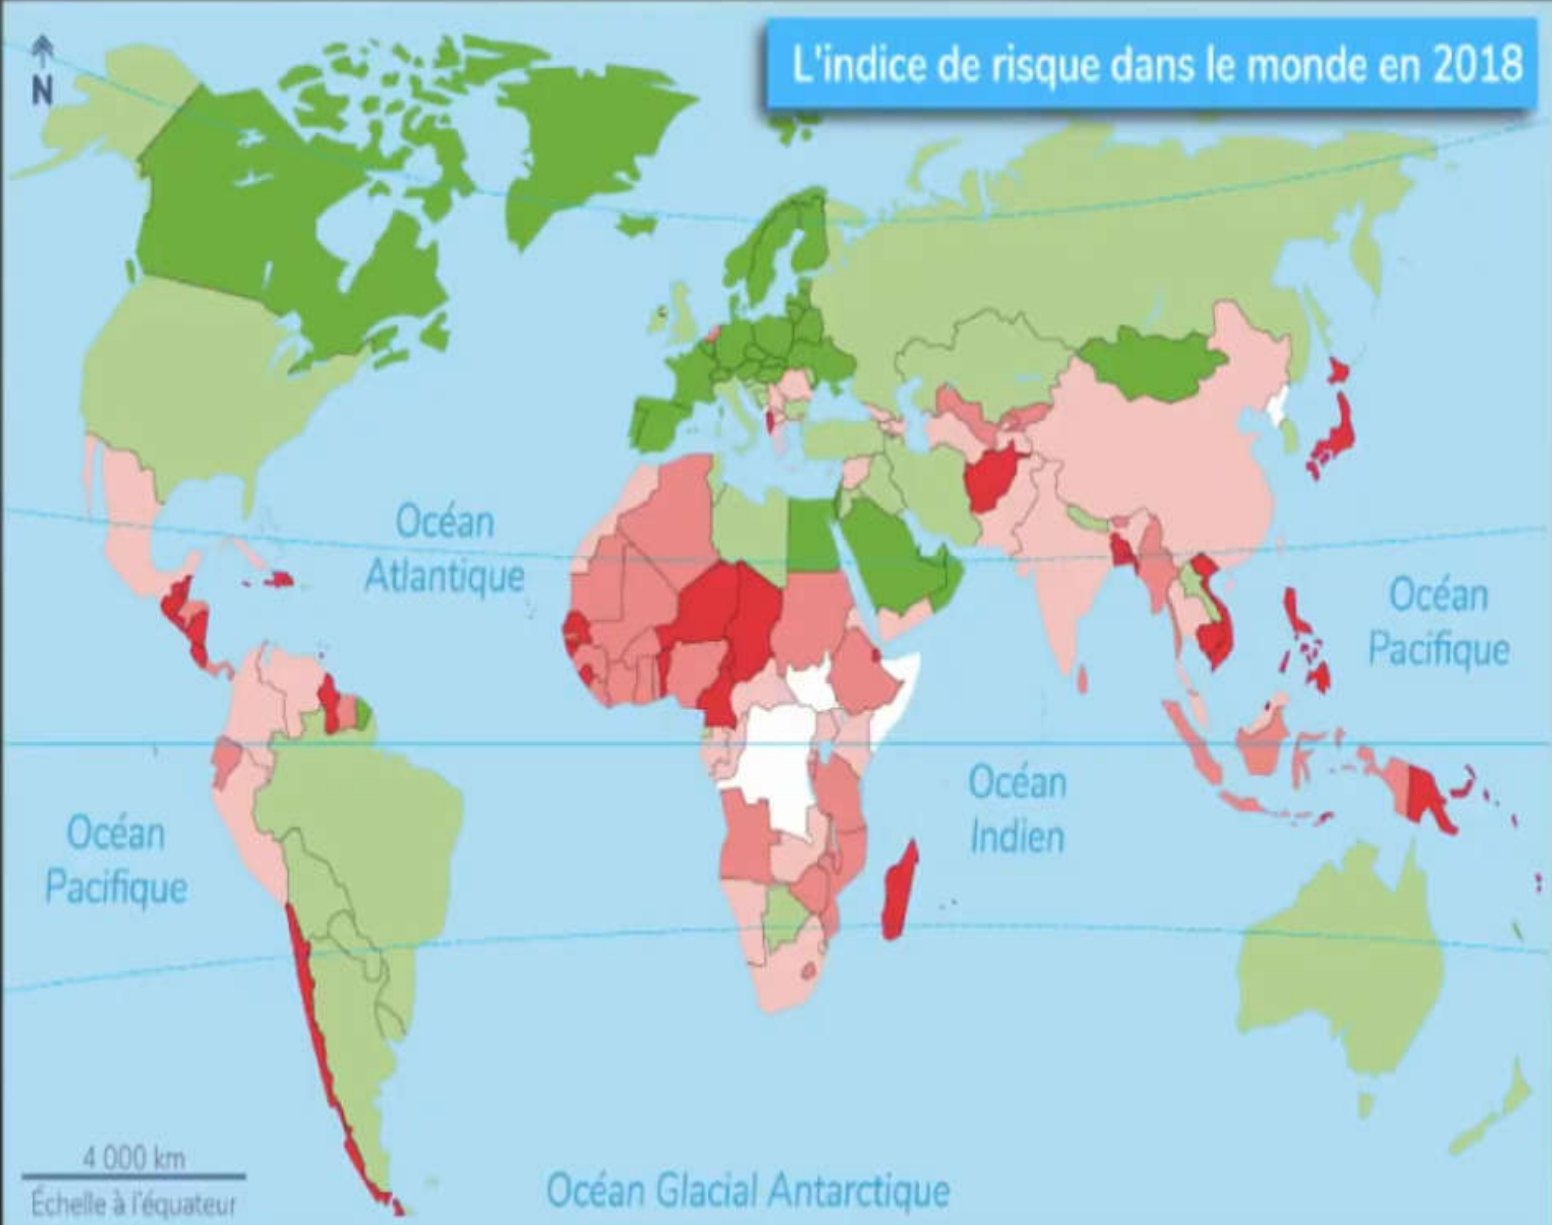 L'indice de risque dans le monde en 2018
N
Océan
Atlantique
Océan
Pacifique
Océan
Pacifique
Océan
Indien
4 000 km
Échelle à l'équateur
Océan Glacial Antarctique